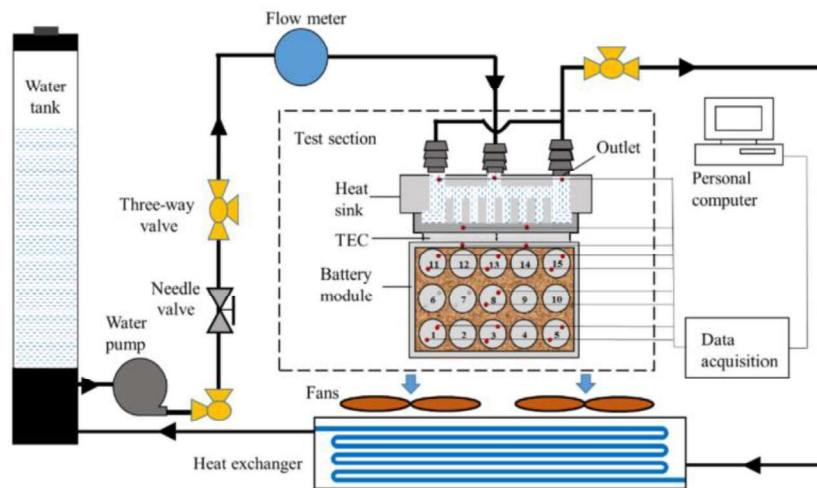 Flow meter
Water
tank
Test section
Outlet
Personal
computer
Heat
sink
Three-way
valve
TEC
Battery
module
11 12 13 14 15
6 7 8 9 10
1 2 3 4 5
Needle
valve
Water
pump
Data
acquisition
Fans
Heat exchanger